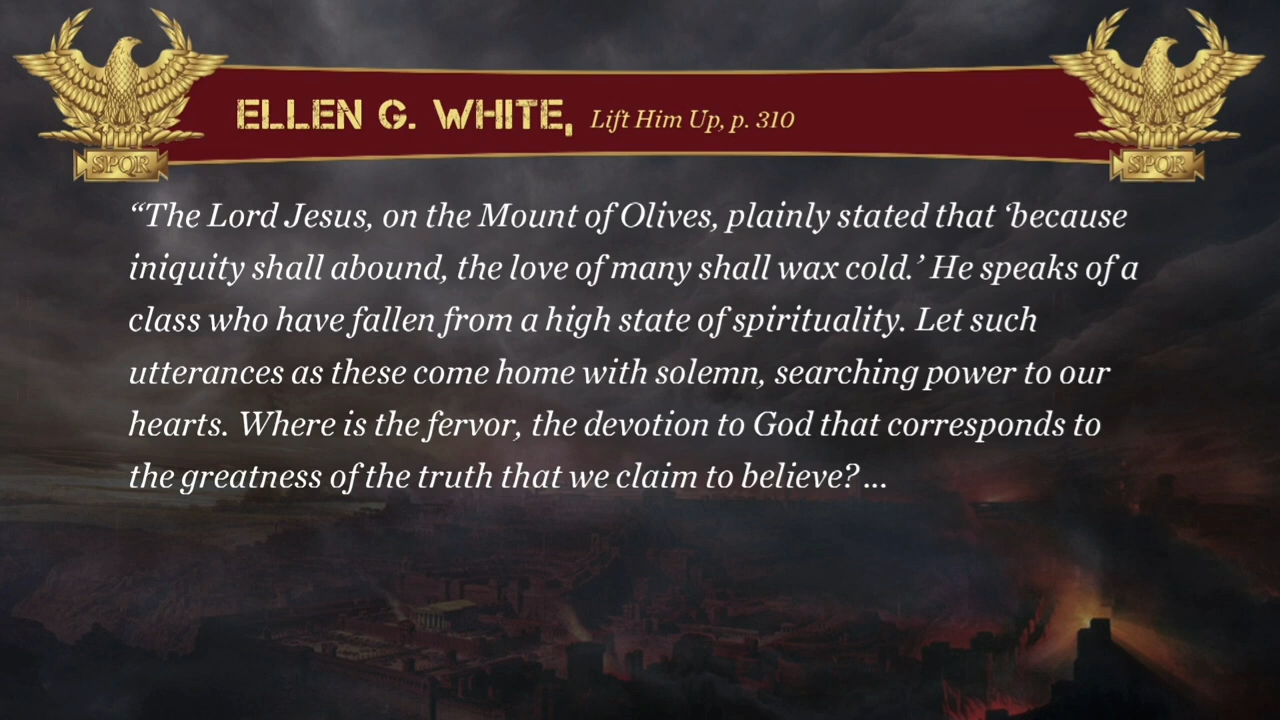 ELLEN G. WHITE, Lift Him Up, p. 310
SPQR SPQR
“The Lord Jesus, on the Mount of Olives, plainly stated that ‘because
iniquity shall abound, the love of many shall wax cold.’ He speaks of a
class who have fallen from a high state of spirituality. Let such
utterances as these come home with solemn, searching power to our
hearts. Where is the fervor, the devotion to God that corresponds to
the greatness of the truth that we claim to believe? ...